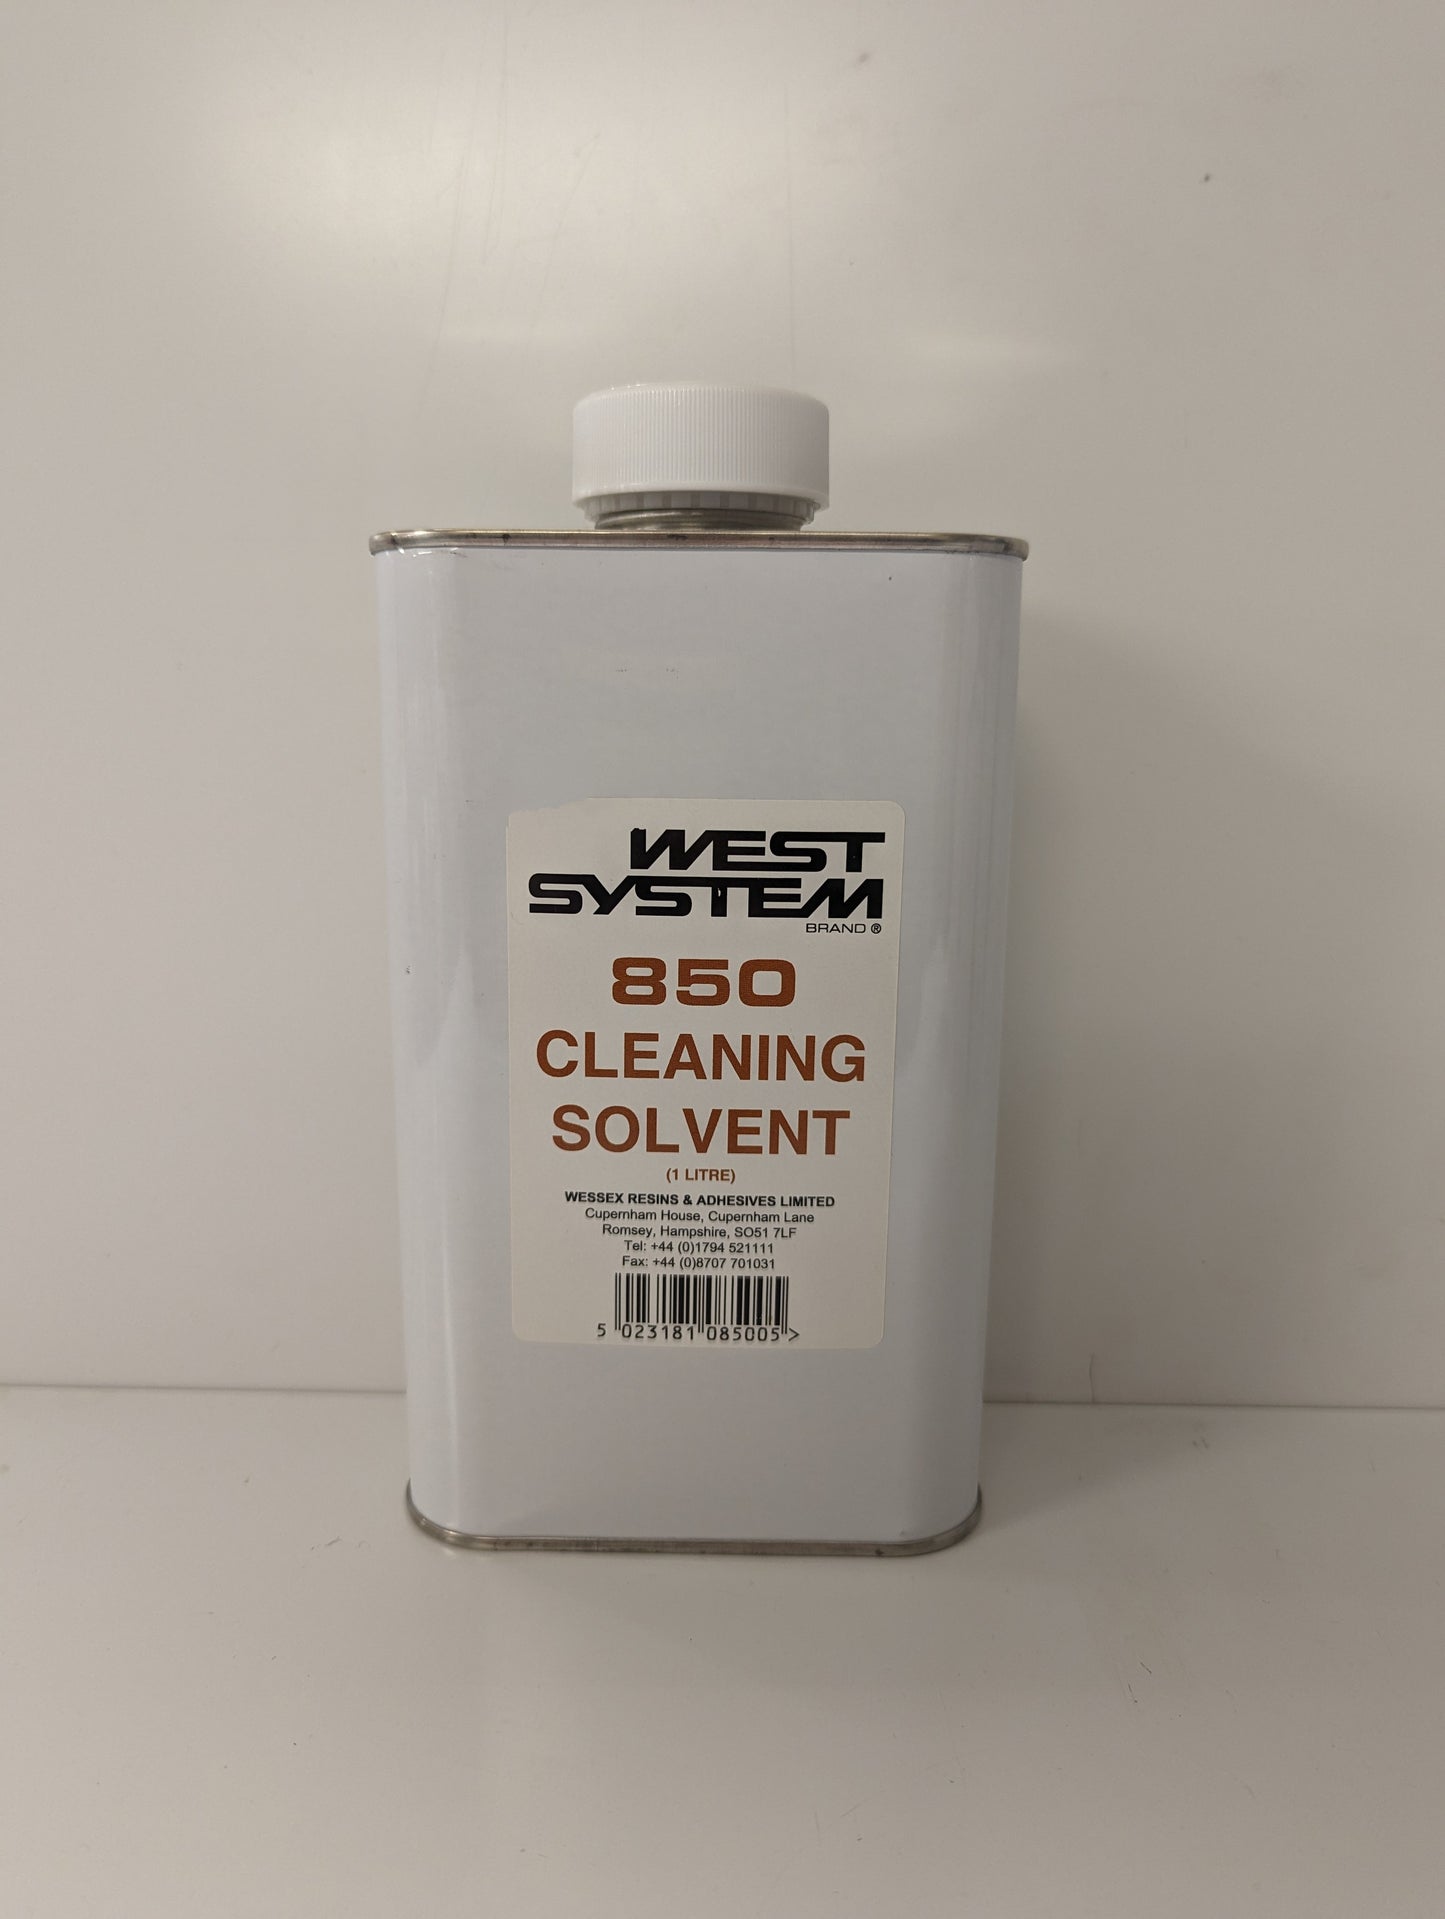 WEST
SYSTEM
BRAND ®
850
CLEANING
SOLVENT
(1 LITRE)
WESSEX RESINS & ADHESIVES LIMITED
Cupernham House, Cupernham Lane
Romsey, Hampshire, SO51 7LF
Tel: +44 (0)1794 521111
Fax: +44 (0)8707 701031
5 023181 085005 >